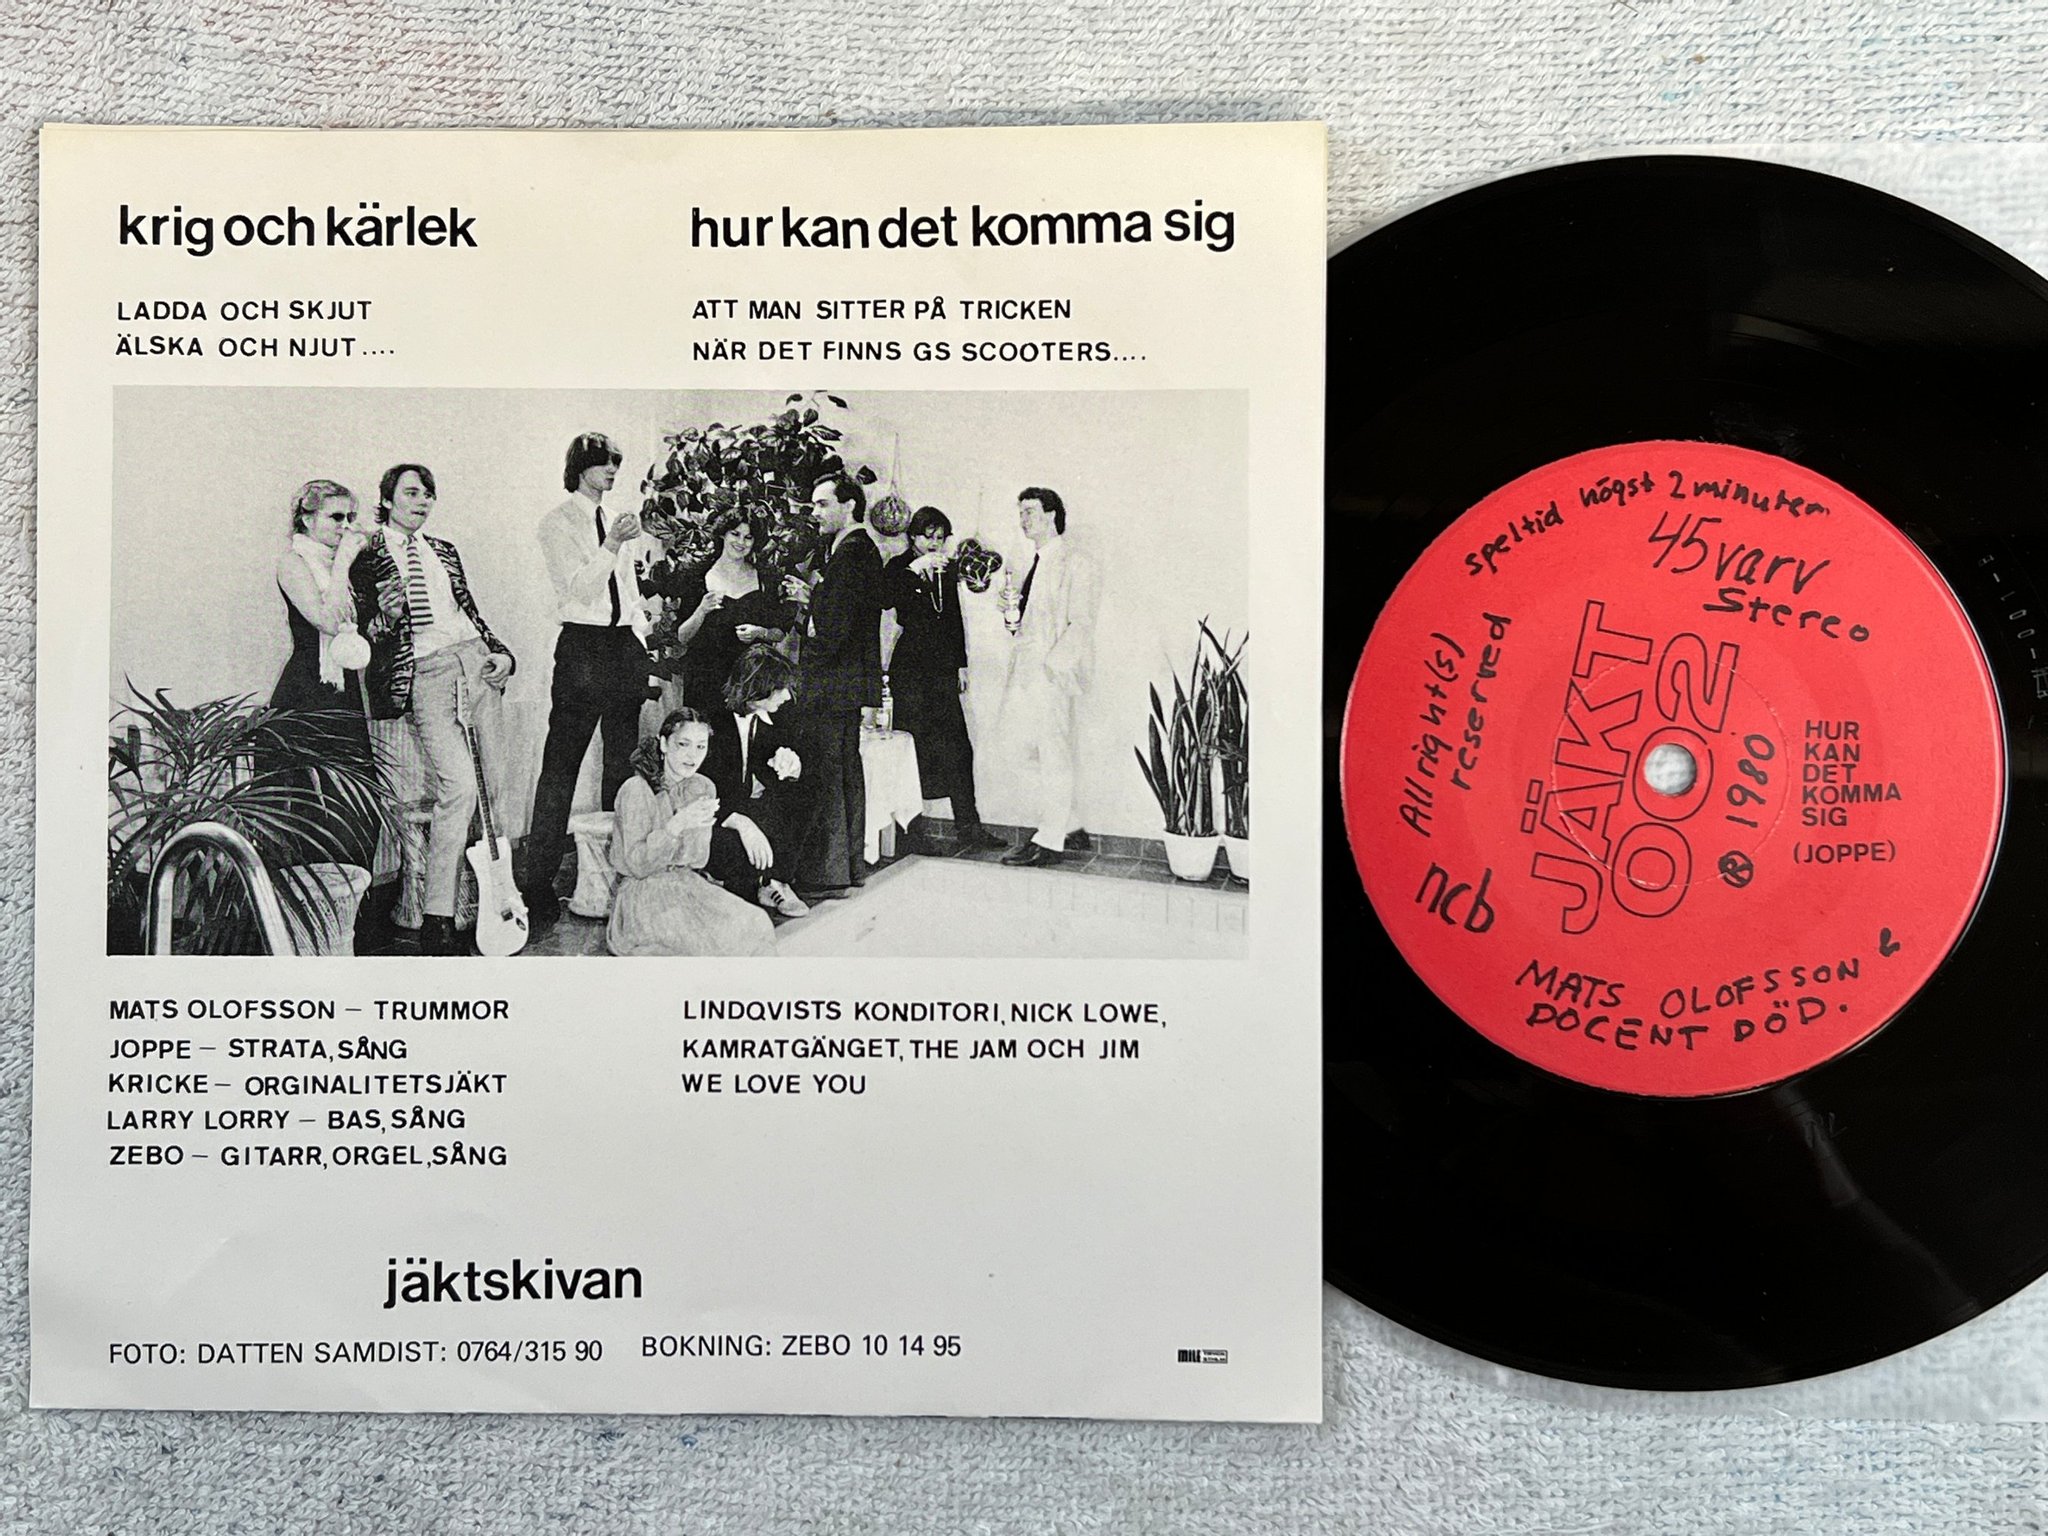 krig och kärlek
LADDA OCH SKJUT
ÄLSKA OCH NJUT....
hur kan det komma sig
ATT MAN SITTER PÅ TRICKEN
NÄR DET FINNS GS SCOOTERS....
MATS OLOFSSON – TRUMMOR
JOPPE – STRATA, SÅNG
KRICKE – ORGINALITETSJÄKT
LARRY LORRY – BAS, SÅNG
ZEBO – GITARR, ORGEL, SÅNG
LINDQVISTS KONDITORI, NICK LOWE,
KAMRATGÄNGET, THE JAM OCH JIM
WE LOVE YOU
jäktskivan
FOTO: DATTEN SAMDIST: 0764/315 90 BOKNING: ZEBO 10 14 95
MILF
speltid högst 2 minuter
45 varv
Stereo
All right(s)
reserved
JÄKT
002
℗ 1980
HUR
KAN
DET
KOMMA
SIG
(JOPPE)
ncb
MATS OLOFSSON &
DOCENT DÖD.